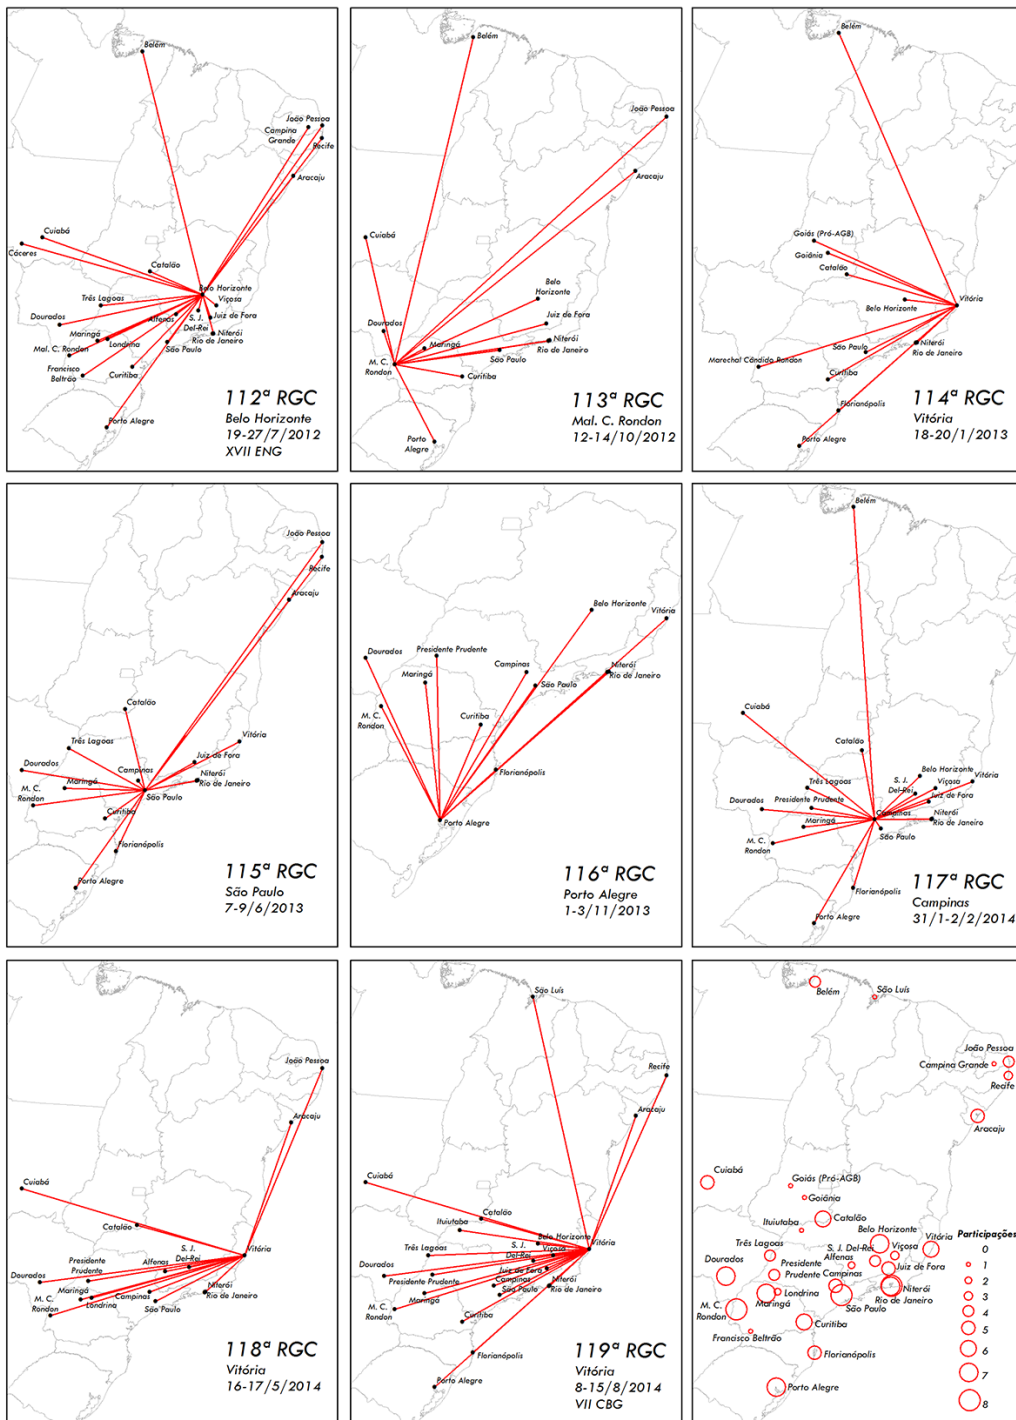 Belém
João Pessoa
Campina
Grande
Recife
Aracaju
Cuiabá
Cáceres
Catalão
Belo Horizonte
Três Lagoas
Viçosa
Dourados
Alfenas
S. J.
Del-Rei
Juiz de Fora
Niterói
Rio de Janeiro
Maringá
Londrina
São Paulo
Mal. C. Rondon
Francisco
Beltrão
Curitiba
Porto Alegre
112ª RGC
Belo Horizonte
19-27/7/2012
XVII ENG
Belém
João Pessoa
Aracaju
Cuiabá
Belo
Horizonte
Juiz de Fora
Dourados
Niterói
Rio de Janeiro
Maringá
São Paulo
M. C.
Rondon
Curitiba
Porto
Alegre
113ª RGC
Mal. C. Rondon
12-14/10/2012
Belém
Goiás (Pró-AGB)
Goiânia
Catalão
Belo
Horizonte
Vitória
Niterói
Rio de Janeiro
São Paulo
Marechal Cândido Rondon
Curitiba
Florianópolis
Porto Alegre
114ª RGC
Vitória
18-20/1/2013
João Pessoa
Recife
Aracaju
Catalão
Três Lagoas
Vitória
Juiz de Fora
Dourados
Campinas
Niterói
Rio de Janeiro
Maringá
São Paulo
M. C.
Rondon
Curitiba
Florianópolis
Porto Alegre
115ª RGC
São Paulo
7-9/6/2013
Belo Horizonte
Vitória
Dourados
Presidente Prudente
Campinas
Niterói
Rio de Janeiro
Maringá
São Paulo
M. C.
Rondon
Curitiba
Florianópolis
Porto Alegre
116ª RGC
Porto Alegre
1-3/11/2013
Belém
Cuiabá
Catalão
Belo Horizonte
Três Lagoas
S. J.
Del-Rei
Viçosa
Vitória
Juiz de Fora
Dourados
Presidente Prudente
Campinas
Niterói
Rio de Janeiro
Maringá
São Paulo
M. C.
Rondon
Florianópolis
Porto Alegre
117ª RGC
Campinas
31/1-2/2/2014
João Pessoa
Aracaju
Cuiabá
Catalão
Vitória
S. J.
Del-Rei
Presidente
Prudente
Alfenas
Dourados
Maringá
Londrina
Campinas
Niterói
Rio de Janeiro
São Paulo
M. C.
Rondon
118ª RGC
Vitória
16-17/5/2014
São Luís
Recife
Aracaju
Cuiabá
Catalão
Ituiutaba
Belo Horizonte
Vitória
Três Lagoas
S. J.
Del-Rei
Viçosa
Juiz de Fora
Dourados
Presidente Prudente
Campinas
Niterói
Rio de Janeiro
Maringá
São Paulo
M. C.
Rondon
Curitiba
Florianópolis
Porto Alegre
119ª RGC
Vitória
8-15/8/2014
VII CBG
Belém
São Luís
João Pessoa
Campina Grande
Recife
Aracaju
Cuiabá
Goiás (Pró-AGB)
Goiânia
Ituiutaba
Catalão
Belo Horizonte
Vitória
Três Lagoas
S. J. Del-Rei
Alfenas
Viçosa
Juiz de Fora
Dourados
Presidente
Prudente
Campinas
Niterói
Rio de Janeiro
Londrina
Maringá
São Paulo
M. C.
Rondon
Curitiba
Francisco Beltrão
Florianópolis
Porto Alegre
Participações
0
1
2
3
4
5
6
7
8